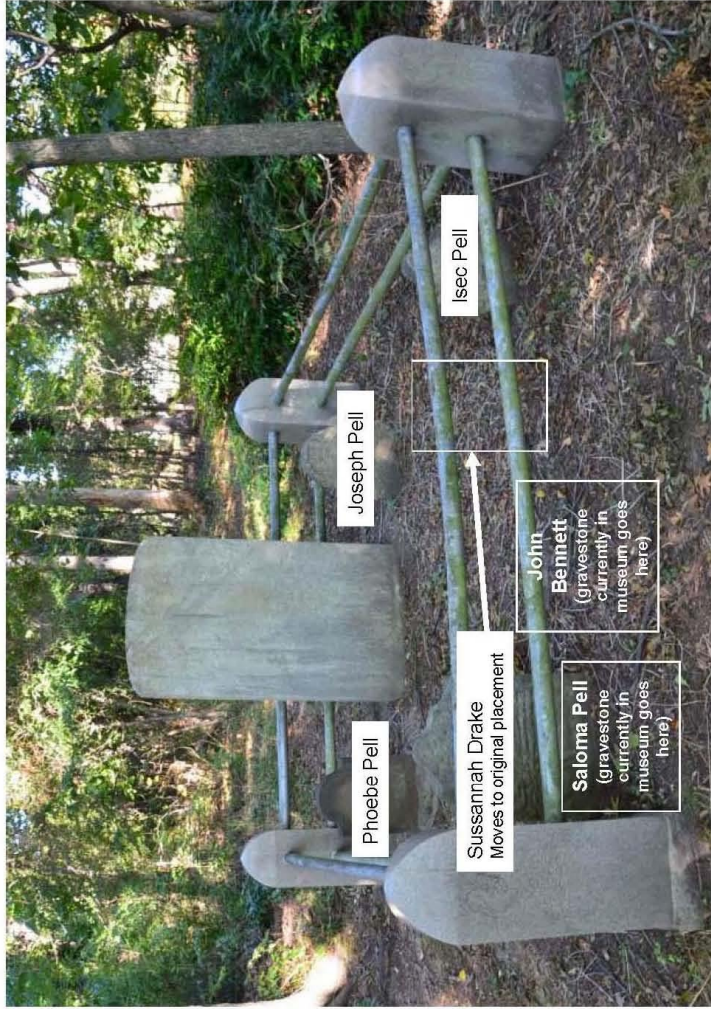 Phoebe Pell
Joseph Pell
Isec Pell
Sussannah Drake
Moves to original placement
John
Bennett
(gravestone
currently in
museum goes
here)
Saloma Pell
(gravestone
currently in
museum goes
here)